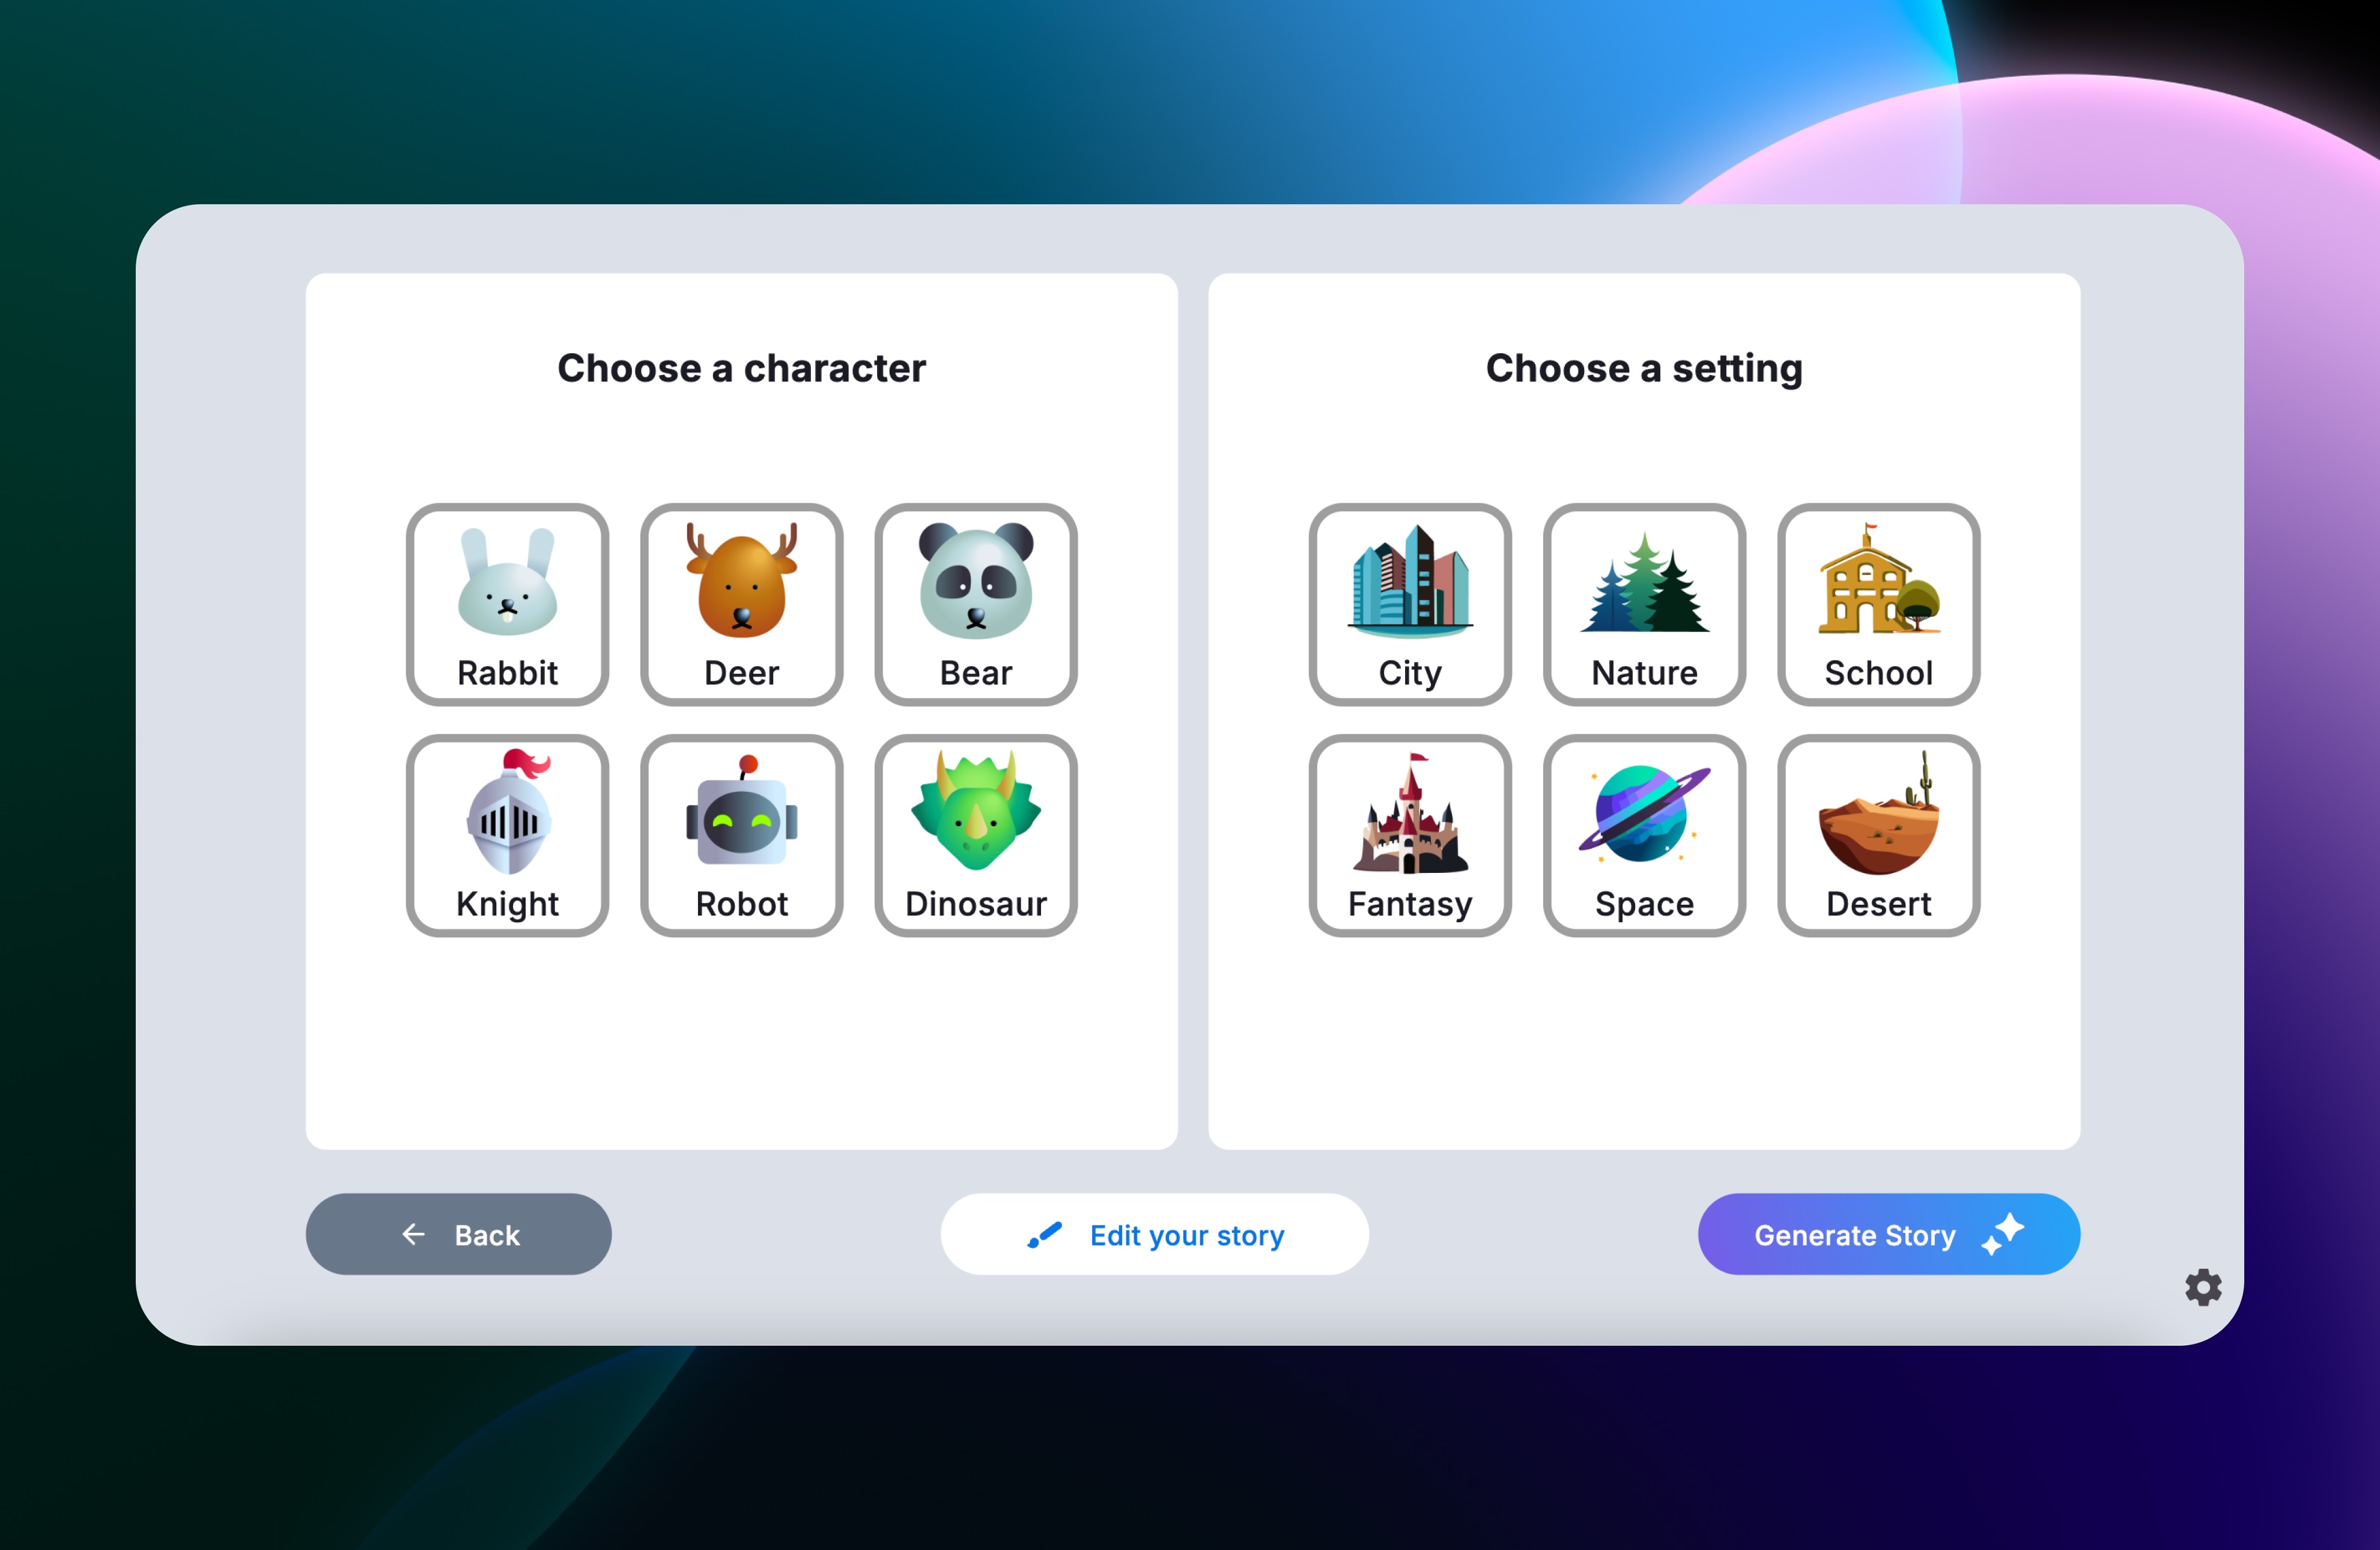 Choose a character
Rabbit
Deer
Bear
Knight
Robot
Dinosaur
Choose a setting
City
Nature
School
Fantasy
Space
Desert
Back
Edit your story
Generate Story